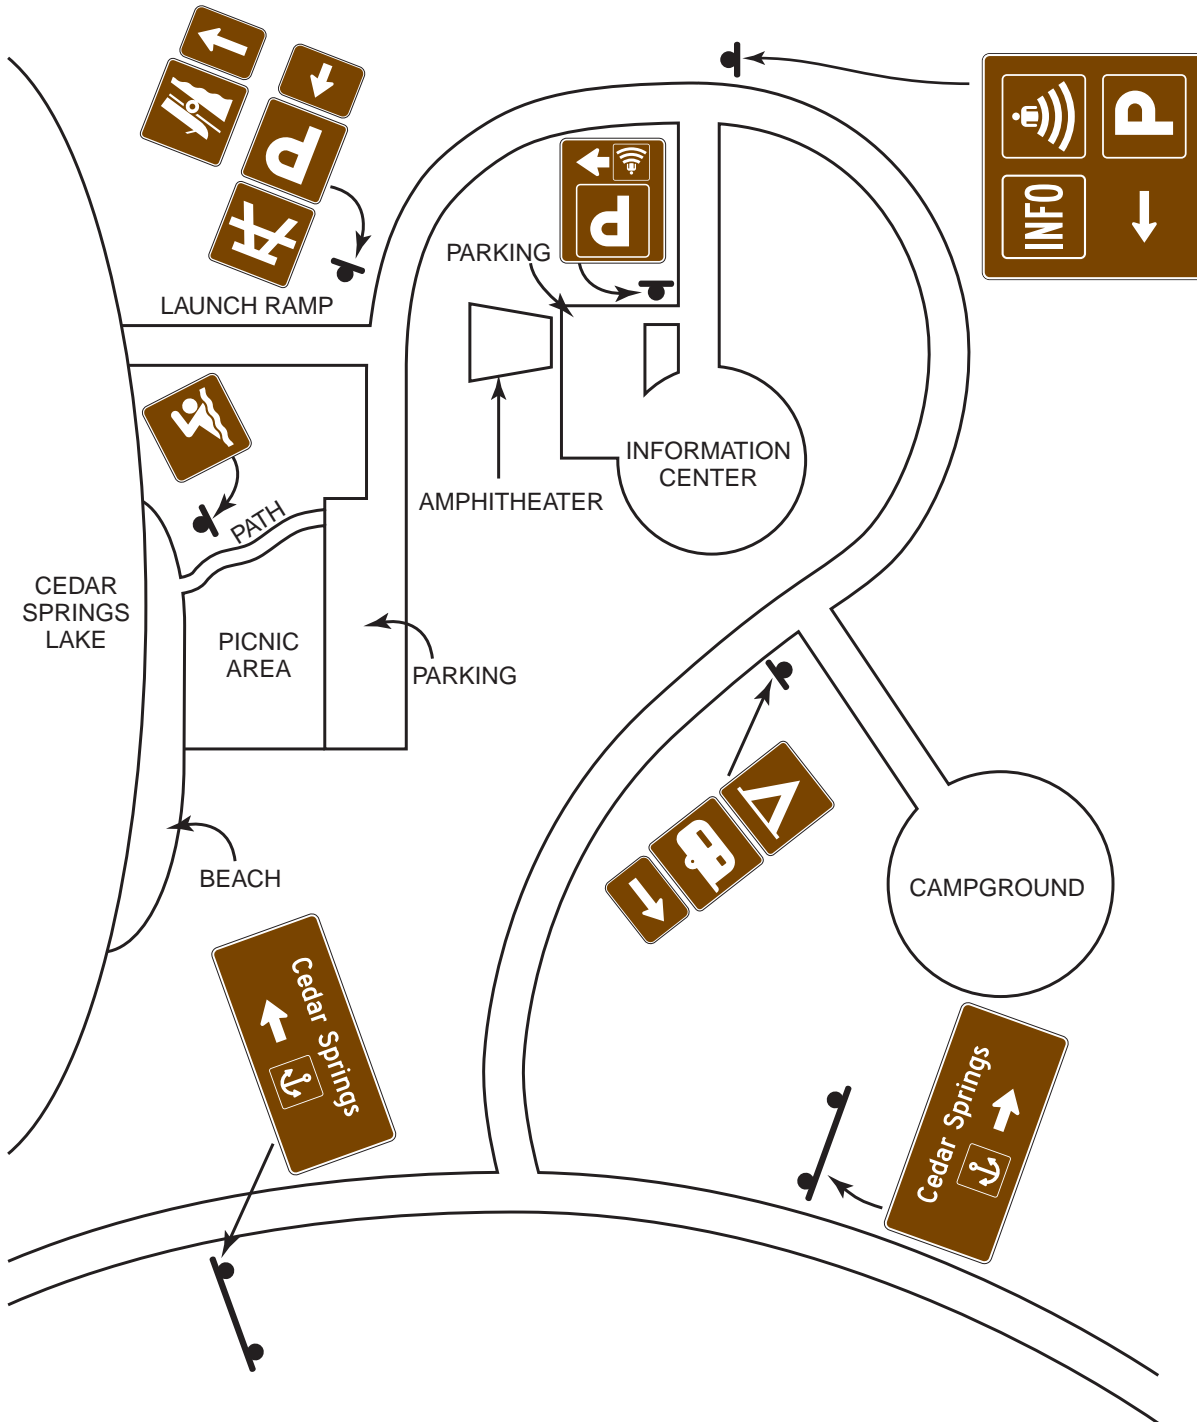 P
INFO
P
P
PARKING
LAUNCH RAMP
INFORMATION
CENTER
AMPHITHEATER
PATH
CEDAR
SPRINGS
LAKE
PICNIC
AREA
PARKING
BEACH
CAMPGROUND
Cedar Springs
Cedar Springs